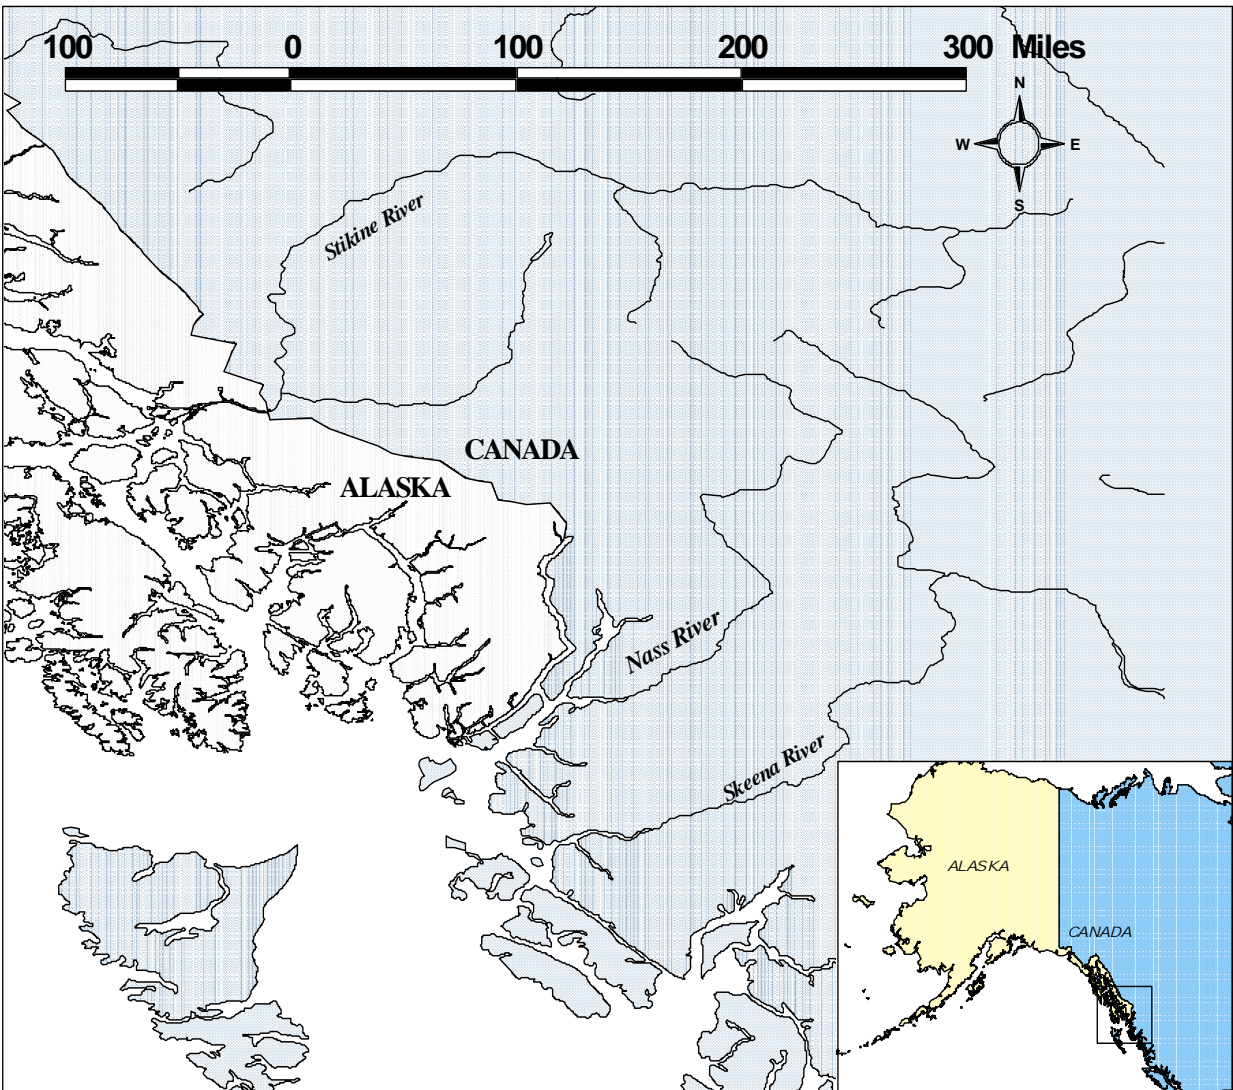 100 0 100 200 300 Miles
N
W E
S
Stikine River
CANADA
ALASKA
Nass River
Skeena River
ALASKA
CANADA